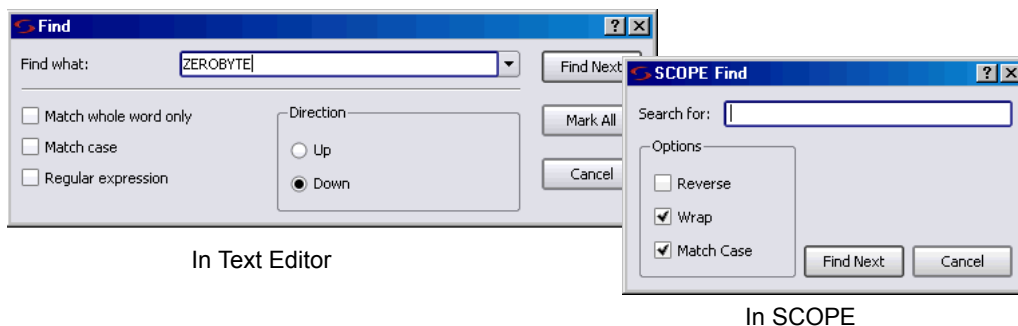 Find
Find what: ZEROBYTE Find Next
Match whole word only
Match case
Regular expression
Direction
Up
Down
Mark All
Cancel
In Text Editor
SCOPE Find
Search for:
Options
Reverse
Wrap
Match Case
Find Next Cancel
In SCOPE